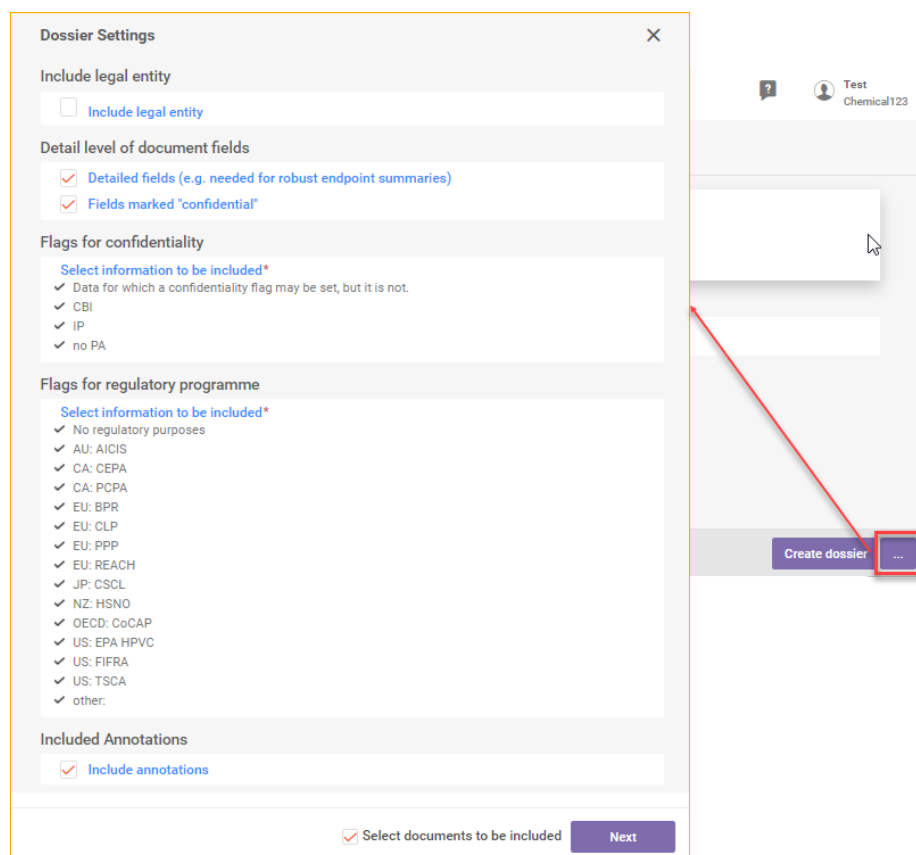 Dossier Settings
Include legal entity
Include legal entity
Detail level of document fields
Detailed fields (e.g. needed for robust endpoint summaries)
Fields marked "confidential"
Flags for confidentiality
Select information to be included*
Data for which a confidentiality flag may be set, but it is not.
CBI
IP
no PA
Flags for regulatory programme
Select information to be included*
No regulatory purposes
AU: AICIS
CA: CEPA
CA: PCPA
EU: BPR
EU: CLP
EU: PPP
EU: REACH
JP: CSCL
NZ: HSNO
OECD: CoCAP
US: EPA HPVC
US: FIFRA
US: TSCA
other:
Included Annotations
Include annotations
Select documents to be included
Next
?
Test
Chemical123
Create dossier
...